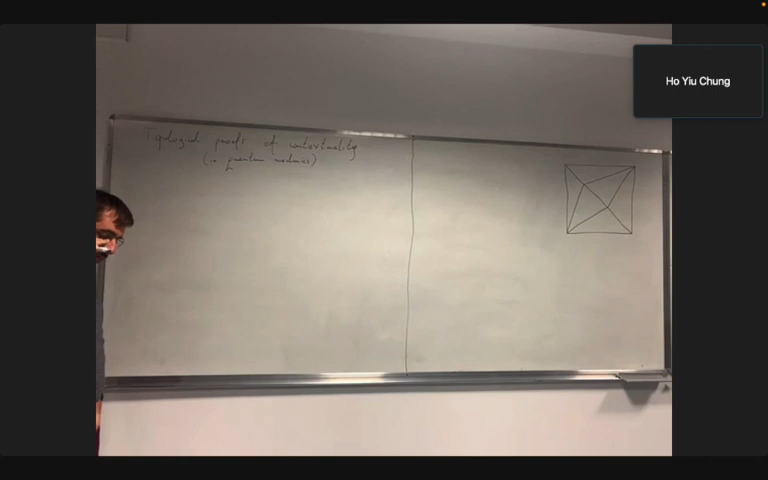 Topological proofs of contextuality
(in quantum mechanics)
Ho Yiu Chung